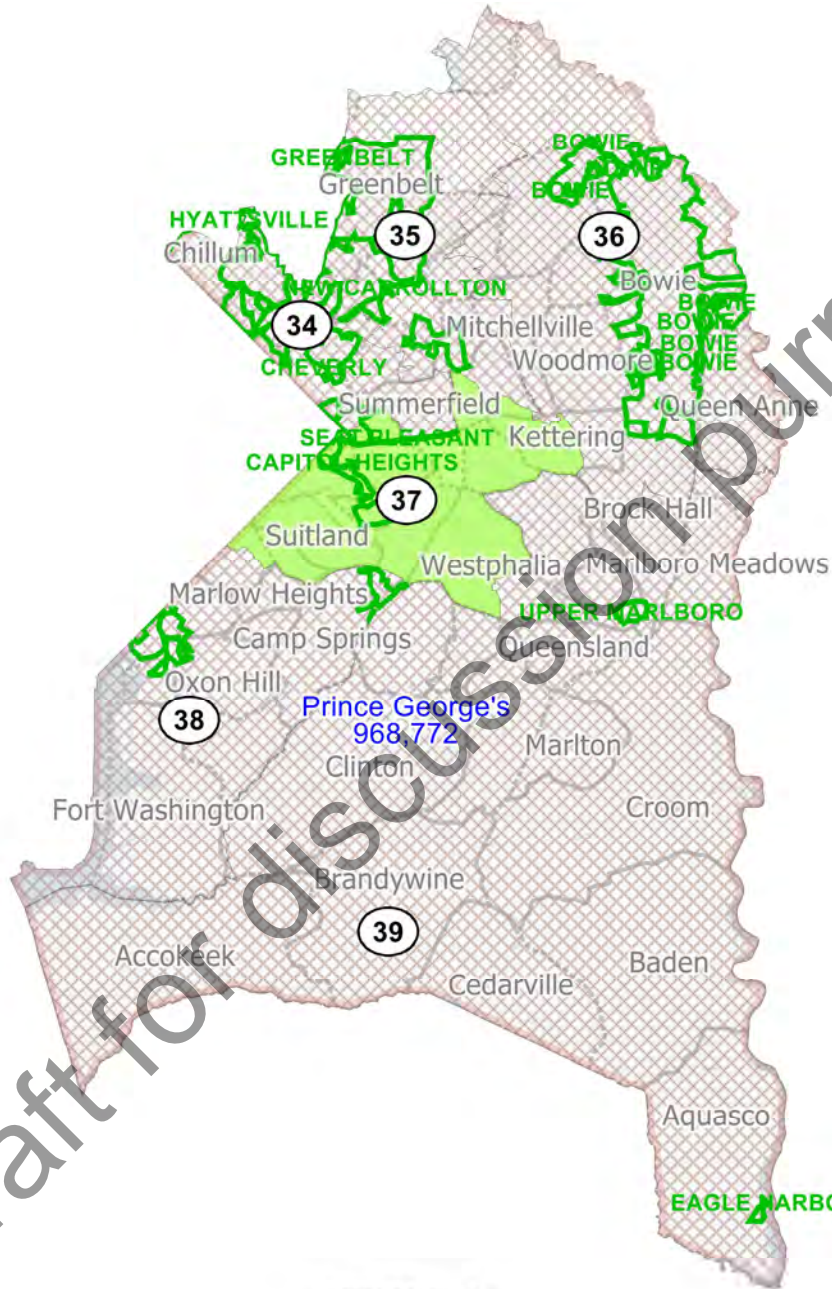 BOWIE
GREENBELT
Greenbelt
BOWIE
BOWIE
HYATTSVILLE
35
36
Chillum
Bowie
NEW CARROLLTON
BOWIE
34
Mitchellville
BOWIE
BOWIE
CHEVERLY
Woodmore
BOWIE
Summerfield
Queen Anne
SEAT PLEASANT
Kettering
CAPITOL HEIGHTS
37
Brock Hall
Suitland
Westphalia
Marlboro Meadows
Marlow Heights
UPPER MARLBORO
Camp Springs
Queensland
Oxon Hill
Prince George's
968,772
38
Marlton
Clinton
Fort Washington
Croom
Brandywine
39
Accokeek
Baden
Cedarville
Aquasco
EAGLE HARBO
raft for discussion purp